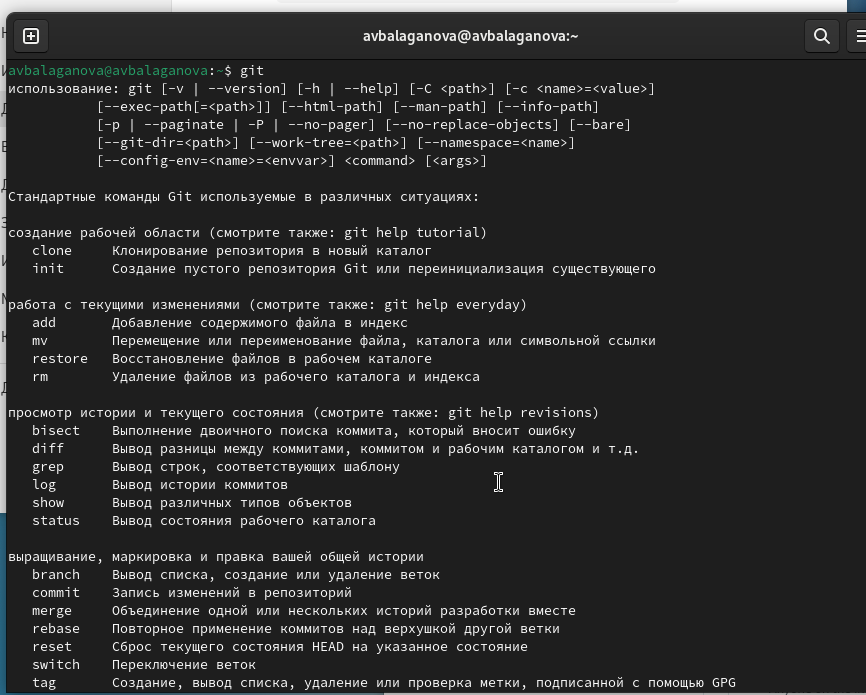 avbalaganova@avbalaganova:~
avbalaganova@avbalaganova:~$ git
использование: git [-v | --version] [-h | --help] [-C <path>] [-c <name>=<value>]
[--exec-path[=<path>]] [--html-path] [--man-path] [--info-path]
[-p | --paginate | -P | --no-pager] [--no-replace-objects] [--bare]
[--git-dir=<path>] [--work-tree=<path>] [--namespace=<name>]
[--config-env=<name>=<envvar>] <command> [<args>]
Стандартные команды Git используемые в различных ситуациях:
создание рабочей области (смотрите также: git help tutorial)
clone Клонирование репозитория в новый каталог
init Создание пустого репозитория Git или переинициализация существующего
работа с текущими изменениями (смотрите также: git help everyday)
add Добавление содержимого файла в индекс
mv Перемещение или переименование файла, каталога или символьной ссылки
restore Восстановление файлов в рабочем каталоге
rm Удаление файлов из рабочего каталога и индекса
просмотр истории и текущего состояния (смотрите также: git help revisions)
bisect Выполнение двоичного поиска коммита, который вносит ошибку
diff Вывод разницы между коммитами, коммитом и рабочим каталогом и т.д.
grep Вывод строк, соответствующих шаблону
log Вывод истории коммитов
show Вывод различных типов объектов
status Вывод состояния рабочего каталога
выращивание, маркировка и правка вашей общей истории
branch Вывод списка, создание или удаление веток
commit Запись изменений в репозиторий
merge Объединение одной или нескольких историй разработки вместе
rebase Повторное применение коммитов над верхушкой другой ветки
reset Сброс текущего состояния HEAD на указанное состояние
switch Переключение веток
tag Создание, вывод списка, удаление или проверка метки, подписанной с помощью GPG